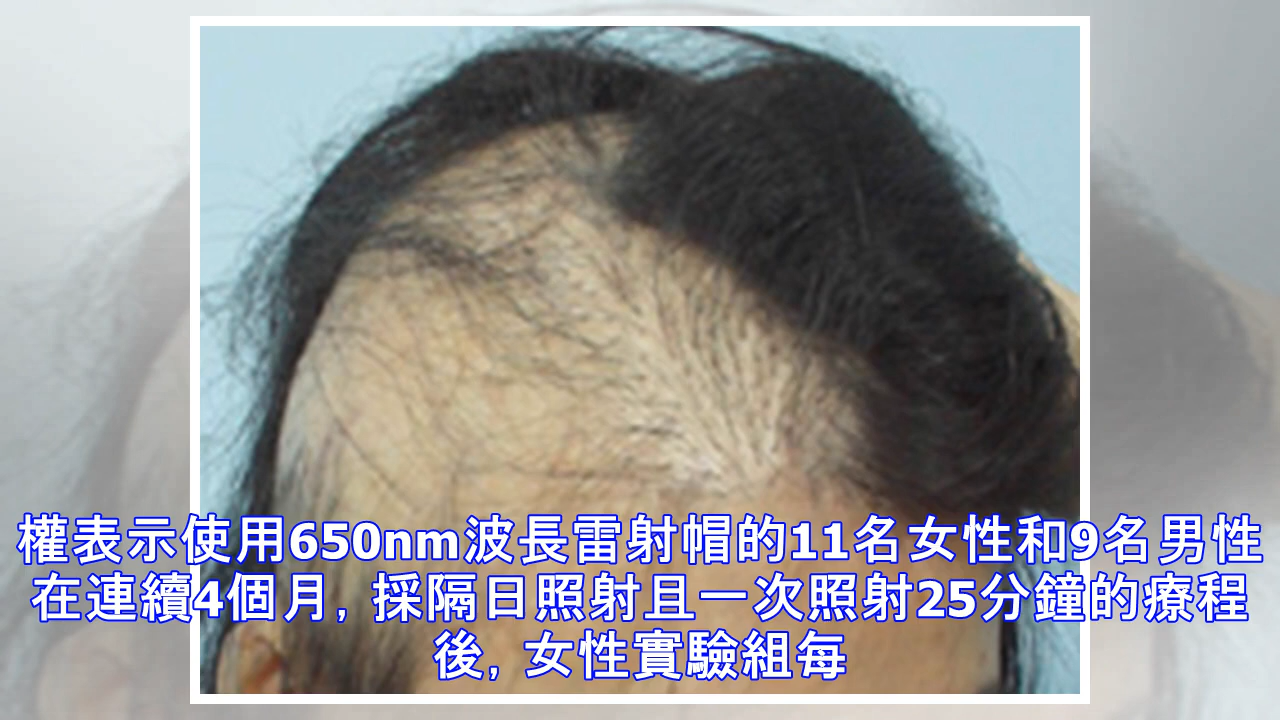 權表示使用650nm波長雷射帽的11名女性和9名男性
在連續4個月, 採隔日照射且一次照射25分鐘的療程
後, 女性實驗組每